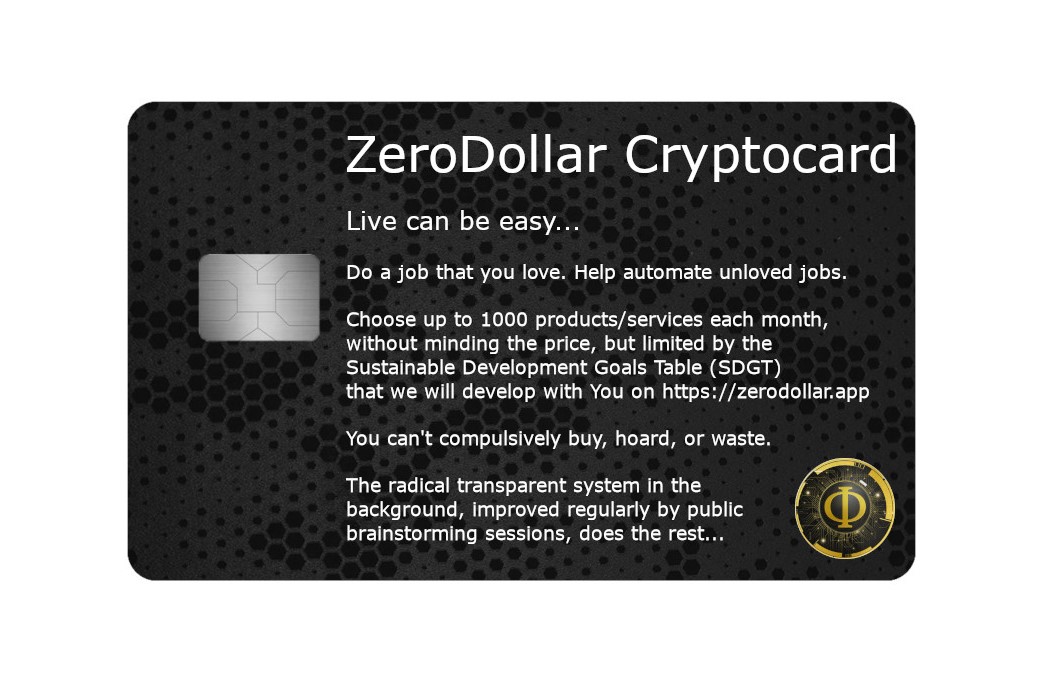 ZeroDollar Cryptocard
Live can be easy...
Do a job that you love. Help automate unloved jobs.
Choose up to 1000 products/services each month,
without minding the price, but limited by the
Sustainable Development Goals Table (SDGT)
that we will develop with You on https://zerodollar.app
You can't compulsively buy, hoard, or waste.
The radical transparent system in the
background, improved regularly by public
brainstorming sessions, does the rest...
Φ